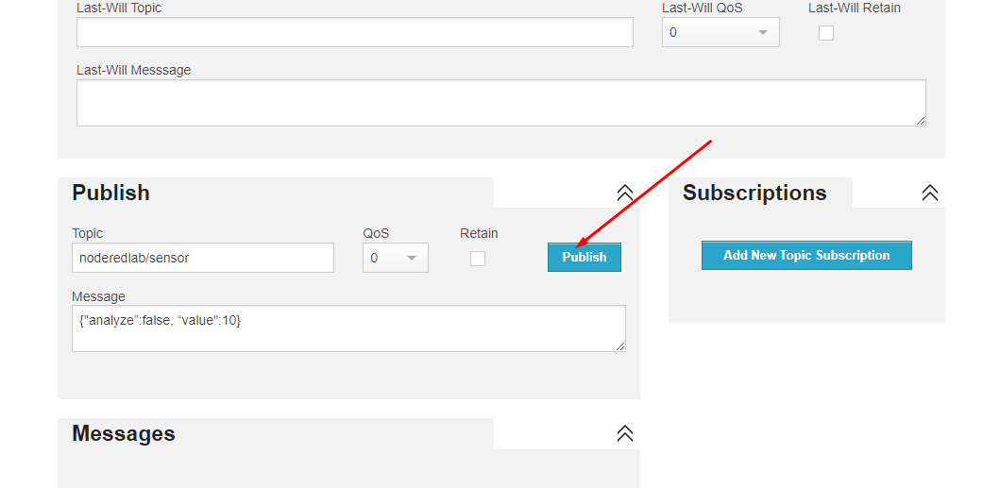 Last-Will Topic
Last-Will QoS
Last-Will Retain
0
Last-Will Messsage
Publish
Subscriptions
Topic
QoS
Retain
noderedlab/sensor
0
Publish
Add New Topic Subscription
Message
{"analyze”:false, “value":10}
Messages